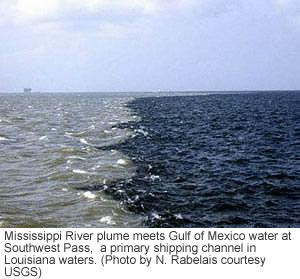 Mississippi River plume meets Gulf of Mexico water at
Southwest Pass,  a primary shipping channel in
Louisiana waters. (Photo by N. Rabelais courtesy
USGS)